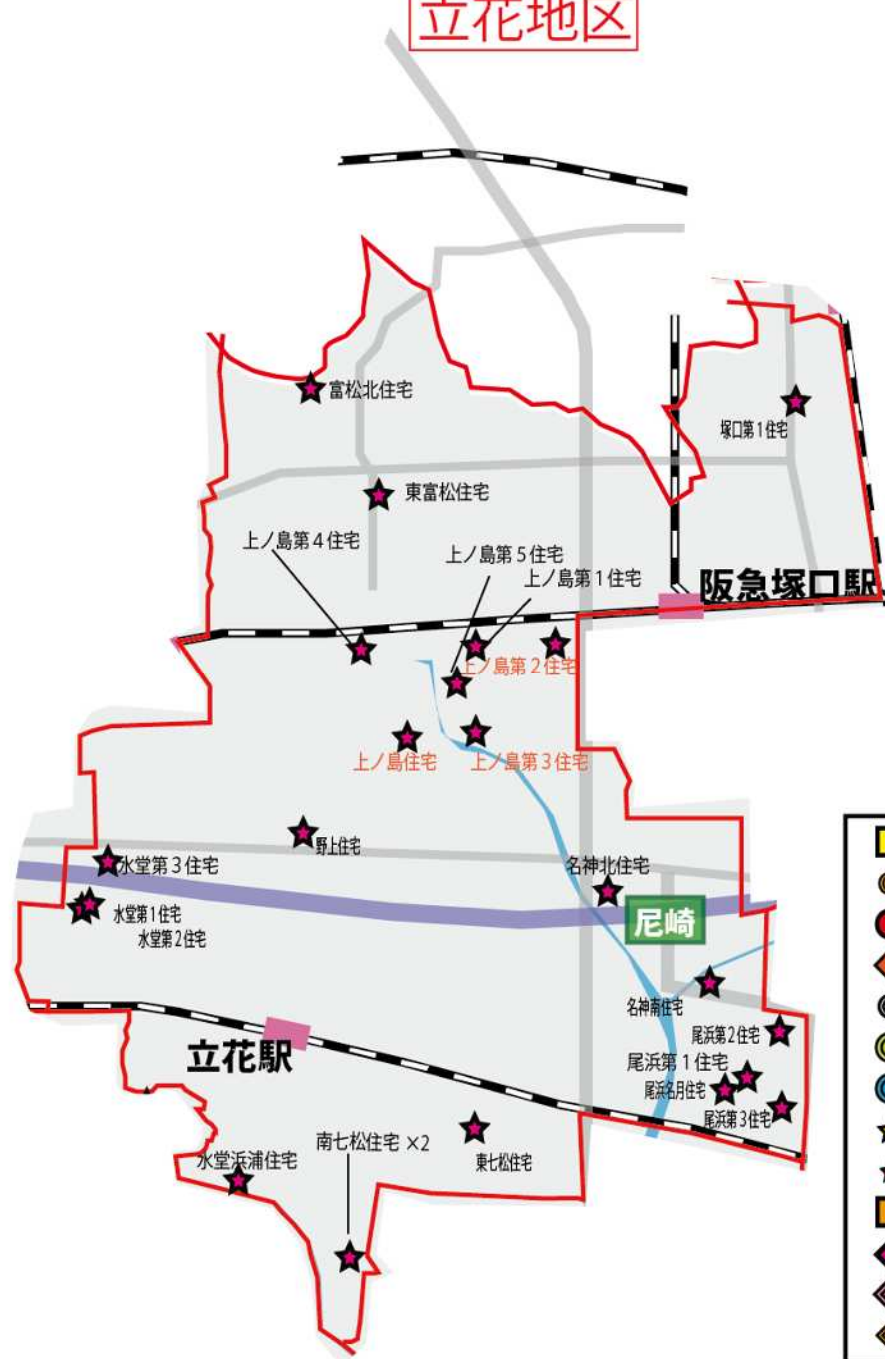 立花地区
富松北住宅
塚口第1住宅
東富松住宅
上ノ島第4住宅
上ノ島第5住宅
上ノ島第1住宅
阪急塚口駅
上ノ島第2住宅
上ノ島住宅
上ノ島第3住宅
野上住宅
水堂第3住宅
名神北住宅
水堂第1住宅
水堂第2住宅
尼崎
名神南住宅
尾浜第2住宅
立花駅
尾浜第1住宅
尾浜名月住宅
尾浜第3住宅
南七松住宅 ×2
水堂浜浦住宅
東七松住宅